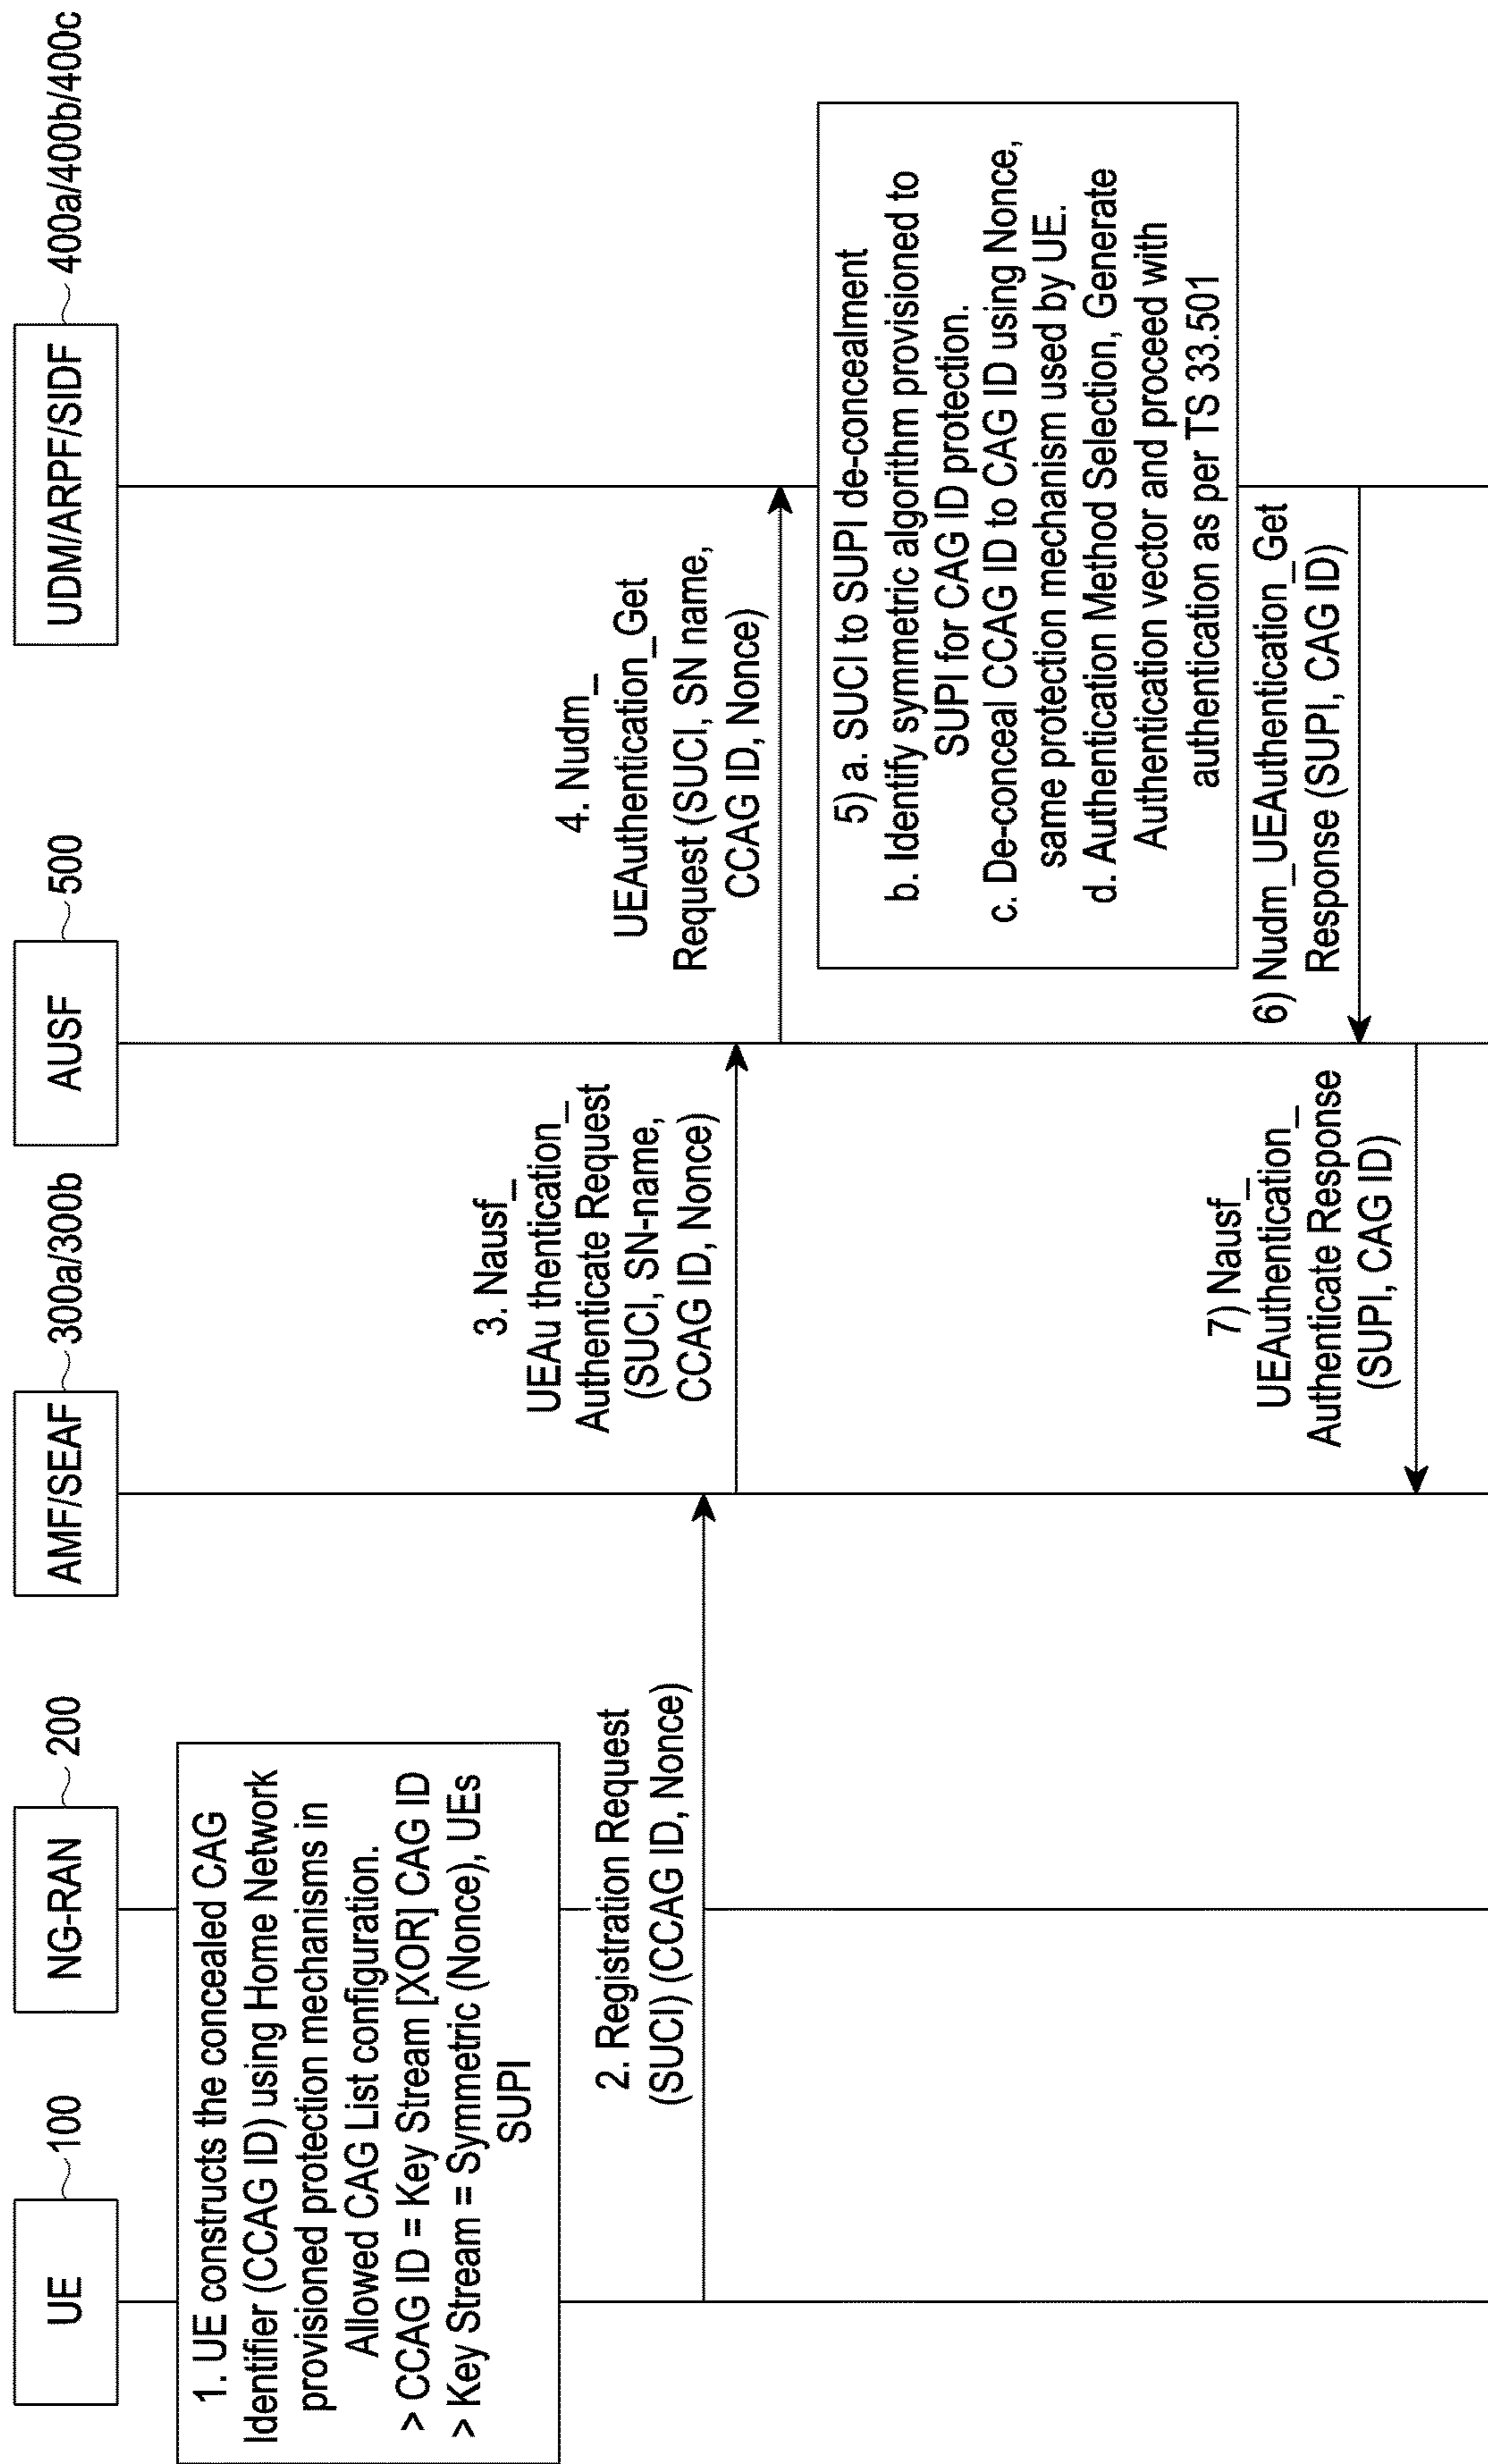 UE
100
NG-RAN
200
AMF/SEAF
300a/300b
AUSF
500
UDM/ARPF/SIDF
400a/400b/400c
1. UE constructs the concealed CAG
Identifier (CCAG ID) using Home Network
provisioned protection mechanisms in
Allowed CAG List configuration.
> CCAG ID = Key Stream [XOR] CAG ID
> Key Stream = Symmetric (Nonce), UEs
SUPI
2. Registration Request
(SUCI) (CCAG ID, Nonce)
3. Nausf_
UEAu thentication_
Authenticate Request
(SUCI, SN-name,
CCAG ID, Nonce)
4. Nudm_
UEAuthentication_Get
Request (SUCI, SN name,
CCAG ID, Nonce)
5) a. SUCI to SUPI de-concealment
b. Identify symmetric algorithm provisioned to
SUPI for CAG ID protection.
c. De-conceal CCAG ID to CAG ID using Nonce,
same protection mechanism used by UE.
d. Authentication Method Selection, Generate
Authentication vector and proceed with
authentication as per TS 33.501
6) Nudm_UEAuthentication_Get
Response (SUPI, CAG ID)
7) Nausf_
UEAuthentication_
Authenticate Response
(SUPI, CAG ID)